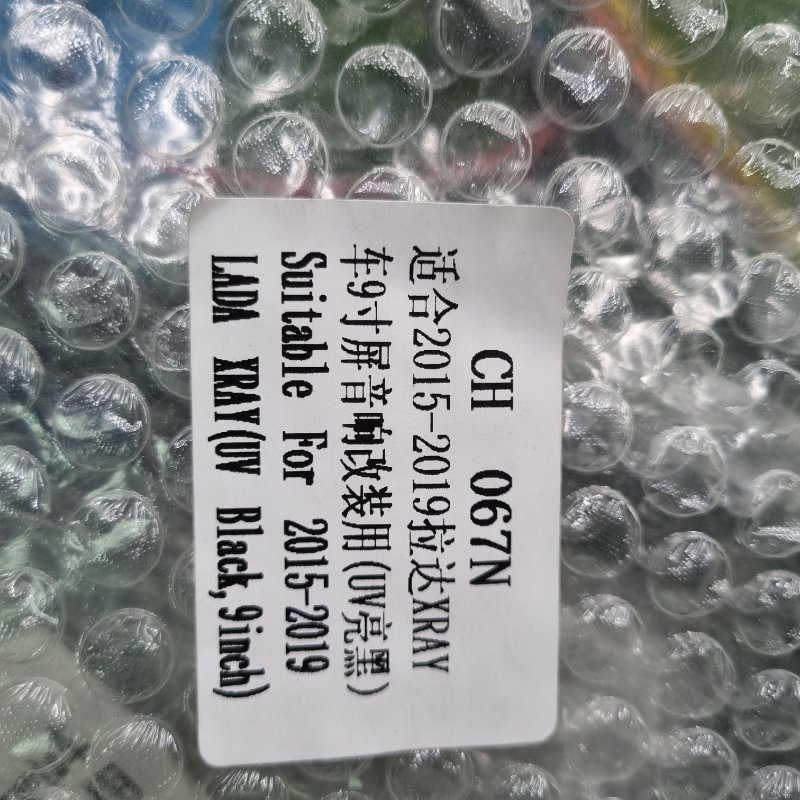 CH 067N
适合2015-2019拉达XRAY
车9寸屏音响改装用(UV亮黑)
Suitable For 2015-2019
LADA XRAY(UV Black,9inch)